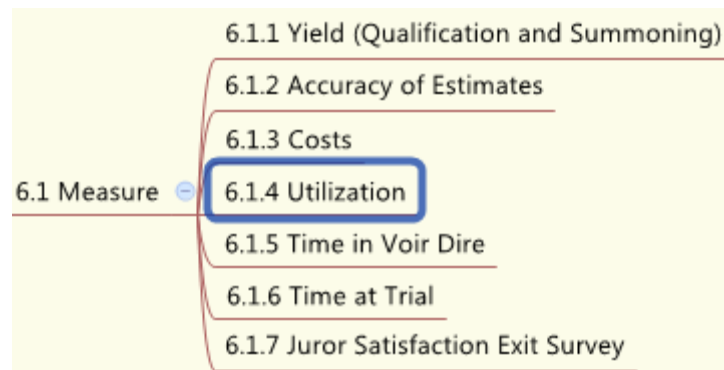 6.1.1 Yield (Qualification and Summoning)
6.1.2 Accuracy of Estimates
6.1.3 Costs
6.1 Measure
6.1.4 Utilization
6.1.5 Time in Voir Dire
6.1.6 Time at Trial
6.1.7 Juror Satisfaction Exit Survey